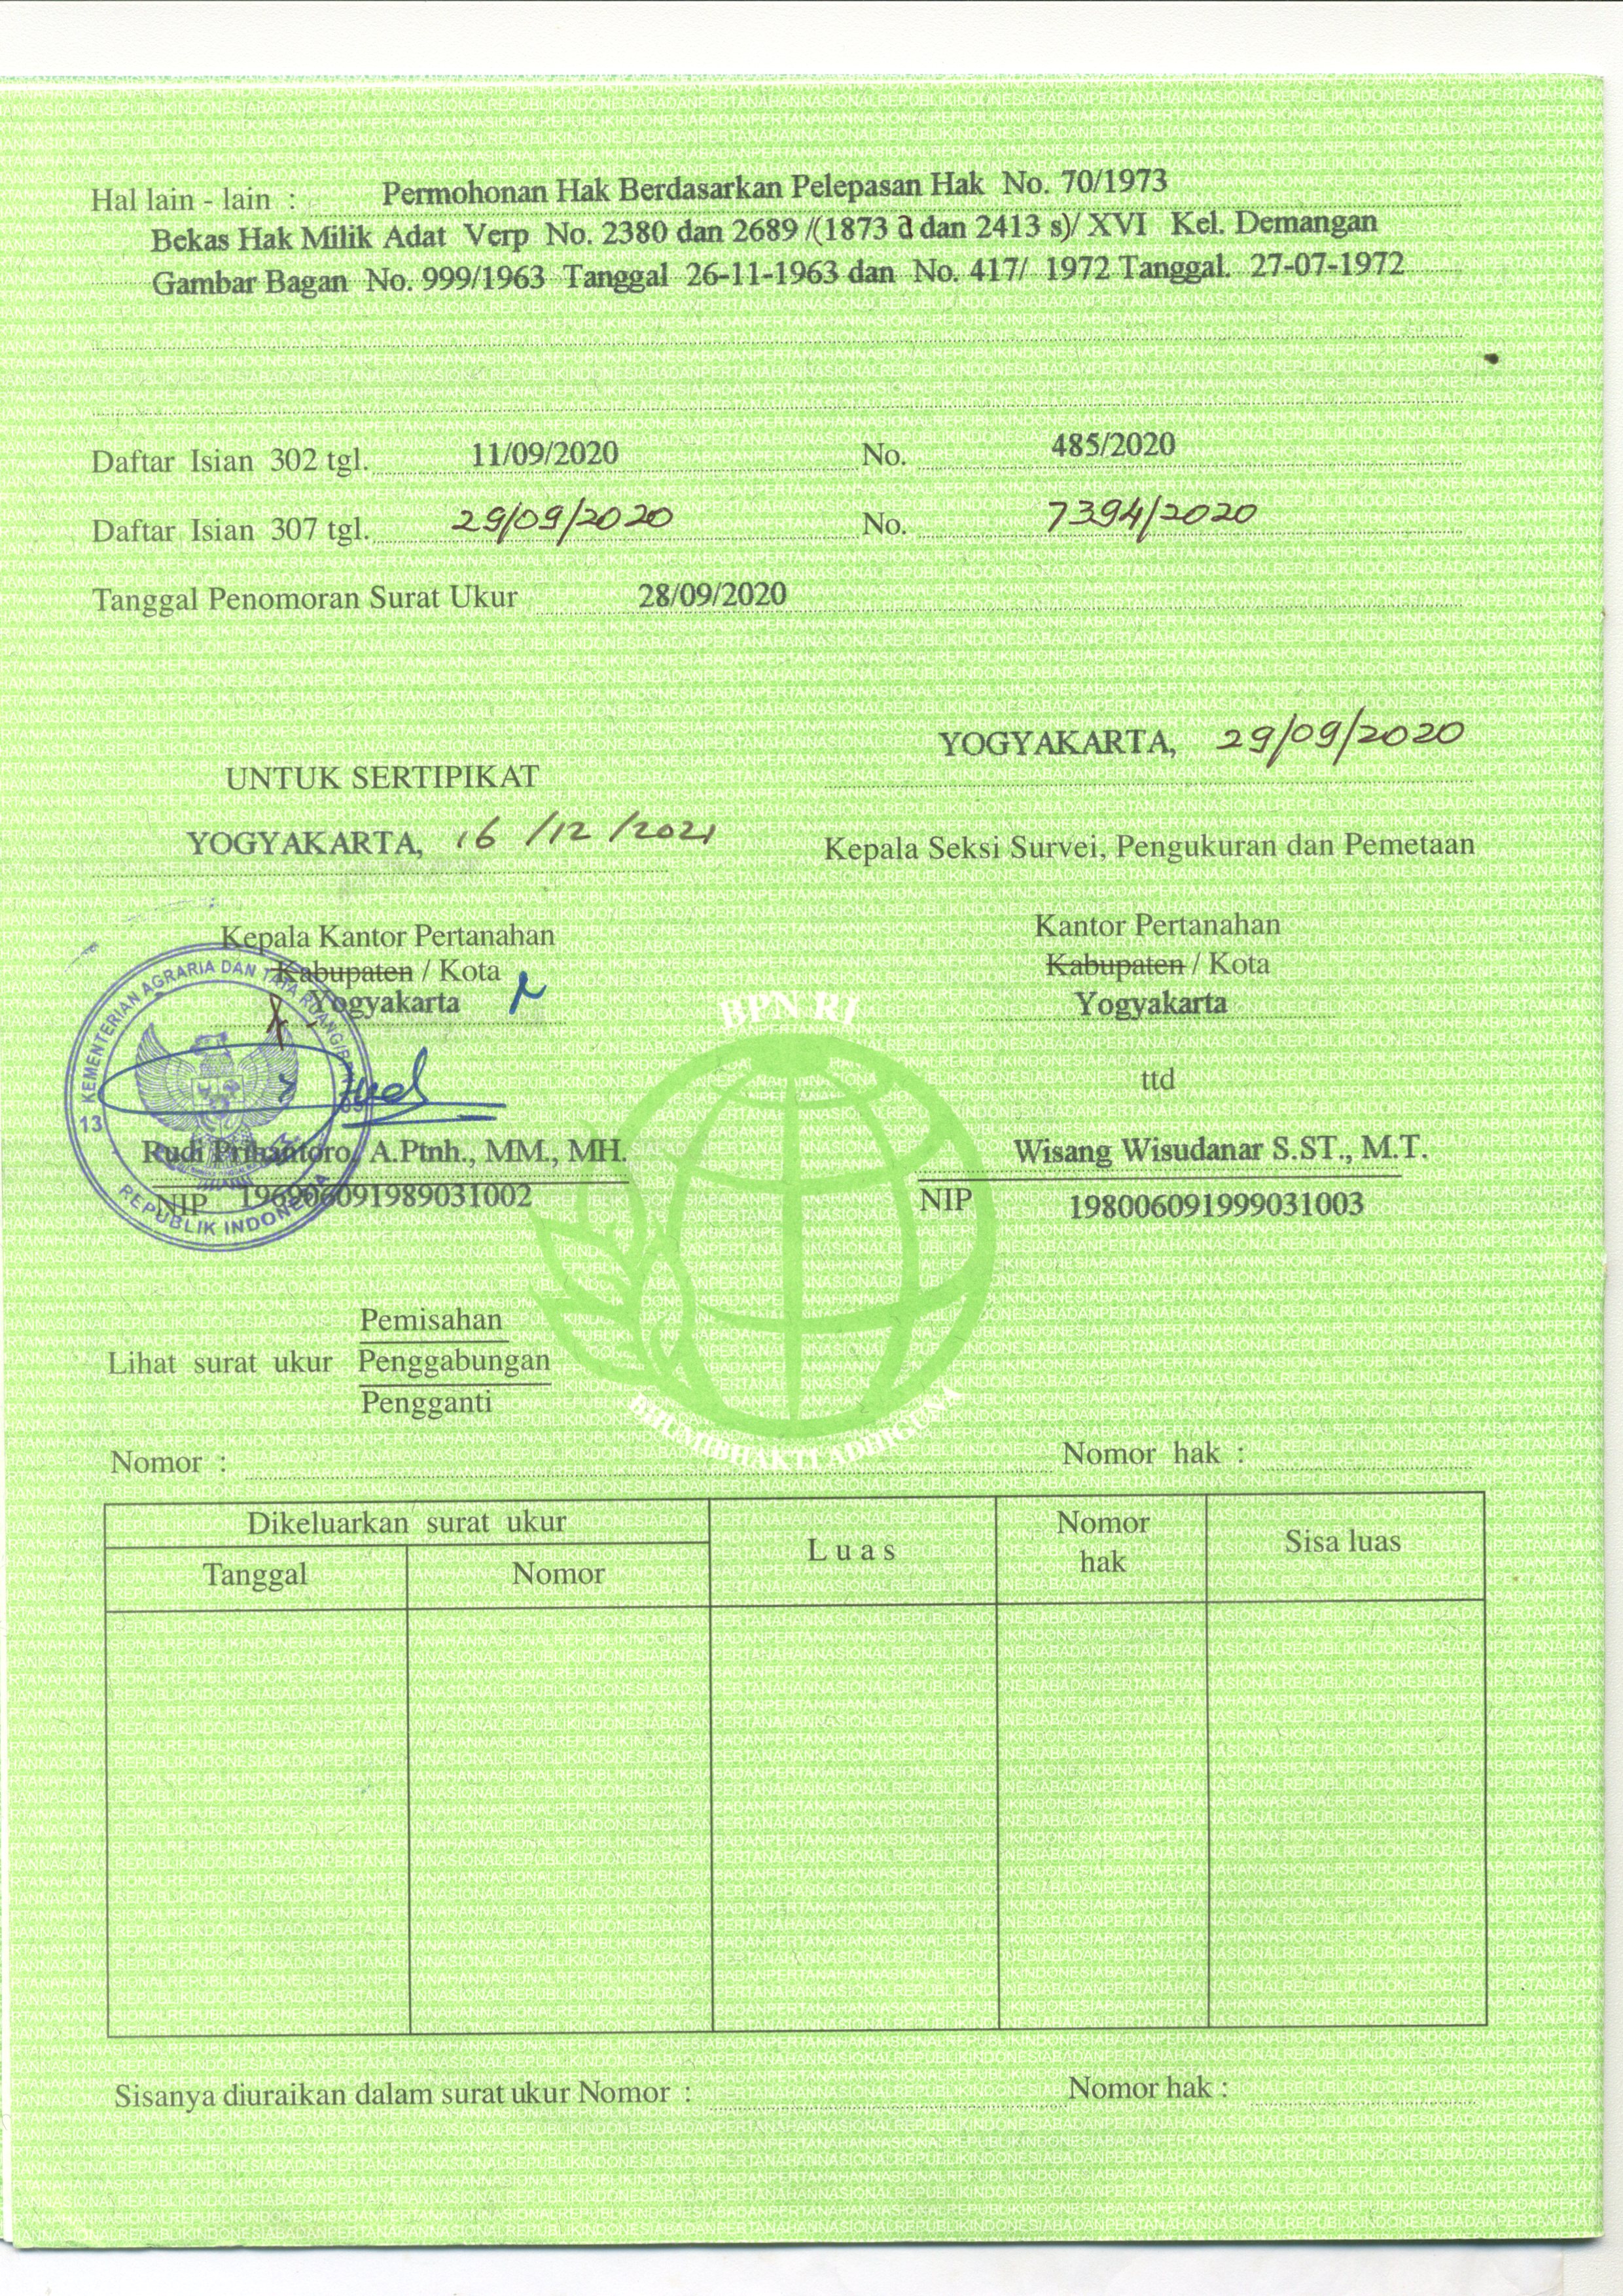 Hal lain - lain : Permohonan Hak Berdasarkan Pelepasan Hak No. 70/1973
Bekas Hak Milik Adat Verp No. 2380 dan 2689 /(1873 a dan 2413 s)/ XVI Kel. Demangan
Gambar Bagan No. 999/1963 Tanggal 26-11-1963 dan No. 417/ 1972 Tanggal. 27-07-1972
Daftar Isian 302 tgl. 11/09/2020 No. 485/2020
Daftar Isian 307 tgl. 29/09/2020 No. 7394/2020
Tanggal Penomoran Surat Ukur 28/09/2020
YOGYAKARTA, 29/09/2020
UNTUK SERTIPIKAT
YOGYAKARTA, 16/12/2021
Kepala Seksi Survei, Pengukuran dan Pemetaan
Kepala Kantor Pertanahan
Kabupaten / Kota
Yogyakarta
Kantor Pertanahan
Kabupaten / Kota
Yogyakarta
ttd
KEMENTERIAN AGRARIA DAN TATA RUANG/
REPUBLIK INDONESIA
13
BPN RI
Rudi Prihantoro, A.Ptnh., MM., MH.
NIP 196906091989031002
Wisang Wisudanar S.ST., M.T.
NIP 198006091999031003
BHUMIBHAKTI ADHIGUNA
Lihat surat ukur
Pemisahan
Penggabungan
Pengganti
Nomor : Nomor hak :
Dikeluarkan surat ukur
Tanggal
Nomor
Luas
Nomor hak
Sisa luas
Sisanya diuraikan dalam surat ukur Nomor : Nomor hak :